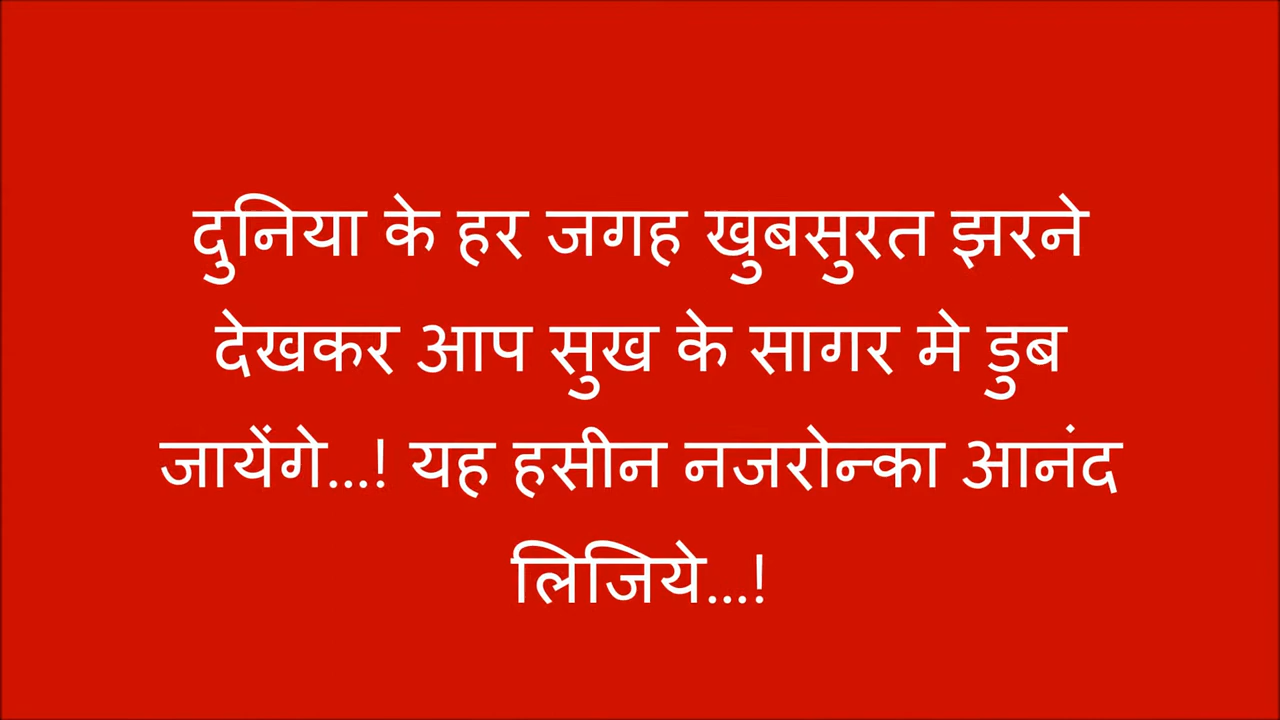 दुनिया के हर जगह खुबसुरत झरने
देखकर आप सुख के सागर मे डुब
जायेंगे...! यह हसीन नजरोन्का आनंद
लिजिये...!